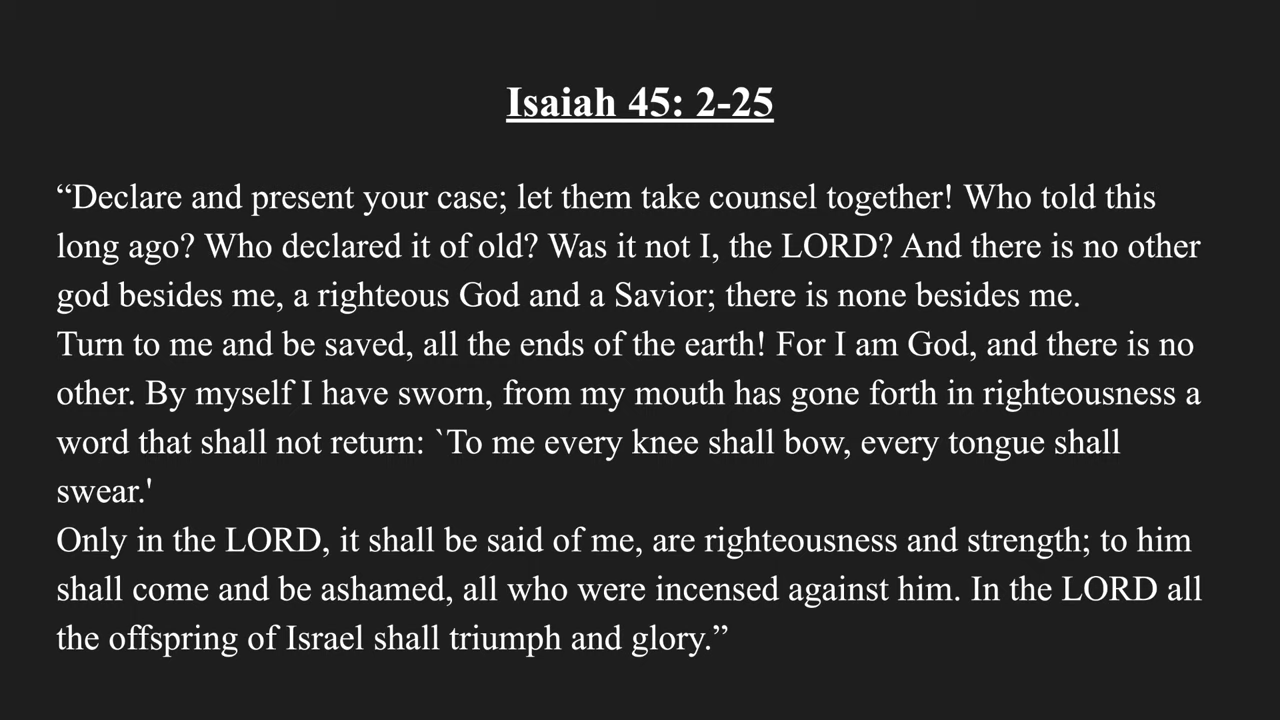 Isaiah 45: 2-25
“Declare and present your case; let them take counsel together! Who told this
long ago? Who declared it of old? Was it not I, the LORD? And there is no other
god besides me, a righteous God and a Savior; there is none besides me.
Turn to me and be saved, all the ends of the earth! For I am God, and there is no
other. By myself I have sworn, from my mouth has gone forth in righteousness a
word that shall not return: `To me every knee shall bow, every tongue shall
swear.'
Only in the LORD, it shall be said of me, are righteousness and strength; to him
shall come and be ashamed, all who were incensed against him. In the LORD all
the offspring of Israel shall triumph and glory.”